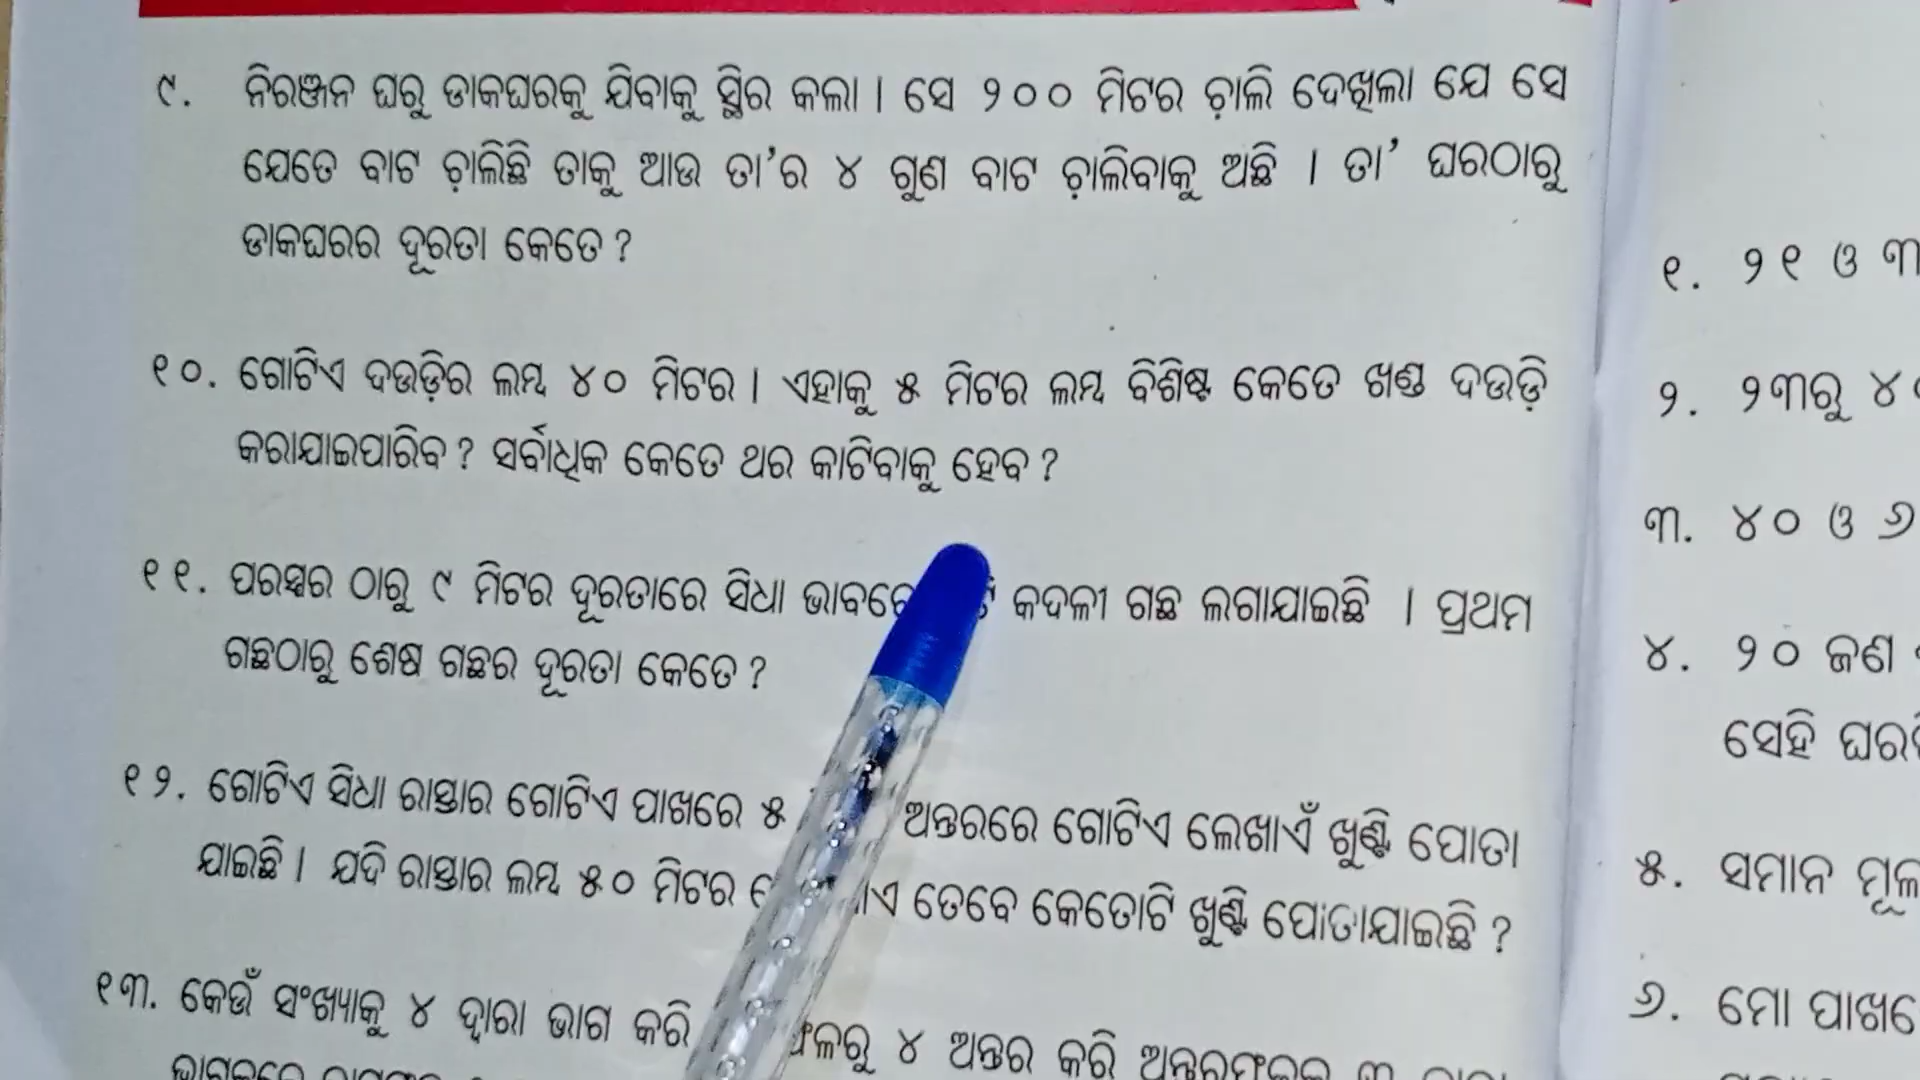 ୯. ନିରଞ୍ଜନ ଘରୁ ଡାକଘରକୁ ଯିବାକୁ ସ୍ଥିର କଲା । ସେ ୨୦୦ ମିଟର ଚାଲି ଦେଖିଲା ଯେ ସେ
ଯେତେ ବାଟ ଚାଲିଛି ତାକୁ ଆଉ ତା'ର ୪ ଗୁଣ ବାଟ ଚାଲିବାକୁ ଅଛି । ତା' ଘରଠାରୁ
ଡାକଘରର ଦୂରତା କେତେ ?
୧୦. ଗୋଟିଏ ଦଉଡ଼ିର ଲମ୍ବ ୪୦ ମିଟର । ଏହାକୁ ୫ ମିଟର ଲମ୍ବ ବିଶିଷ୍ଟ କେତେ ଖଣ୍ଡ ଦଉଡ଼ି
କରାଯାଇପାରିବ ? ସର୍ବାଧିକ କେତେ ଥର କାଟିବାକୁ ହେବ ?
୧୧. ପରସ୍ପର ଠାରୁ ୯ ମିଟର ଦୂରତାରେ ସିଧା କଦଳୀ ଗଛ ଲଗାଯାଇଛି । ପ୍ରଥମ
ଗଛଠାରୁ ଶେଷ ଗଛର ଦୂରତା କେତେ ?
୧୨. ଗୋଟିଏ ସିଧା ରାସ୍ତାର ଗୋଟିଏ ପାଖରେ ୫ ଅନ୍ତରରେ ଗୋଟିଏ ଲେଖାଏଁ ଖୁଣ୍ଟି ପୋତା
ଯାଇଛି । ଯଦି ରାସ୍ତାର ଲମ୍ବ ୫୦ ମିଟର ତେବେ କେତୋଟି ଖୁଣ୍ଟି ପୋତାଯାଇଛି ?
୧୩. କେଉଁ ସଂଖ୍ୟାକୁ ୪ ଦ୍ୱାରା ଭାଗ କରି ୪ ଅନ୍ତର କରି
୧. ୨୧ ଓ
୨. ୨୩ରୁ
୩. ୪୦ ଓ
୪. ୨୦ ଜଣ
ସେହି
୫. ସମାନ
୬. ମୋ